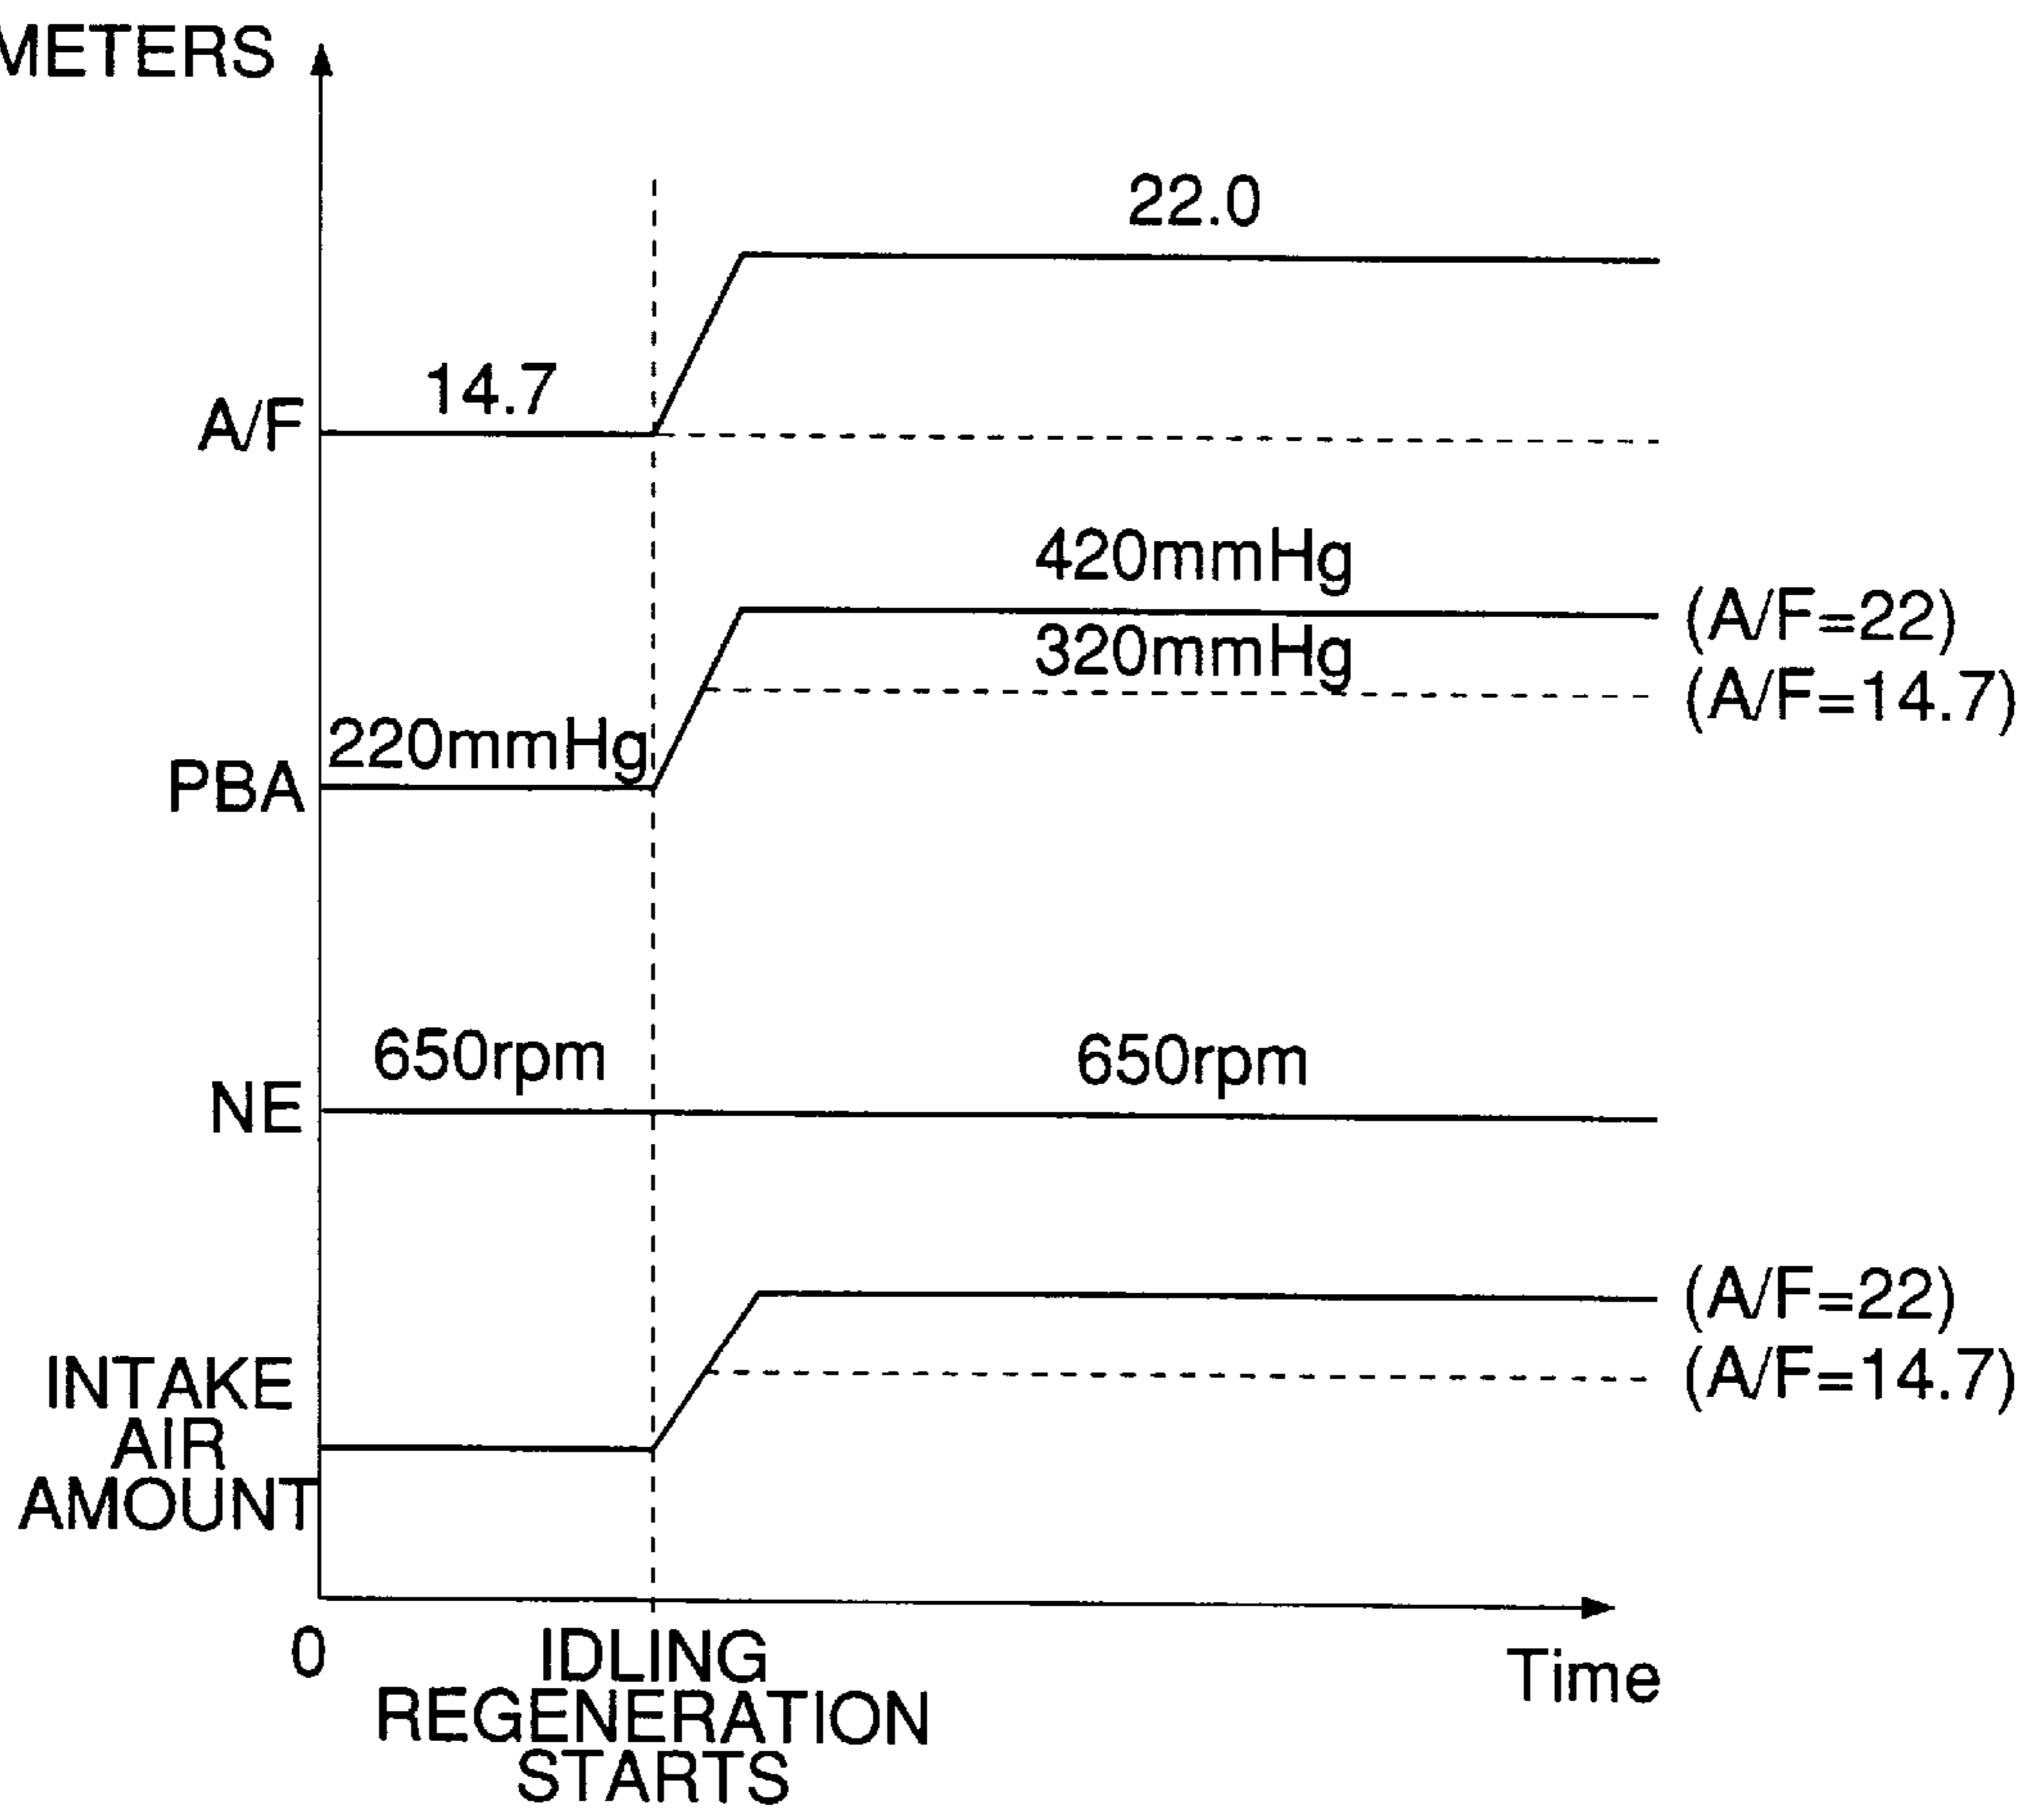 METERS
22.0
14.7
A/F
420mmHg
(A/F=22)
320mmHg
(A/F=14.7)
220mmHg
PBA
650rpm
650rpm
NE
(A/F=22)
(A/F=14.7)
INTAKE
AIR
AMOUNT
0
IDLING
REGENERATION
STARTS
Time